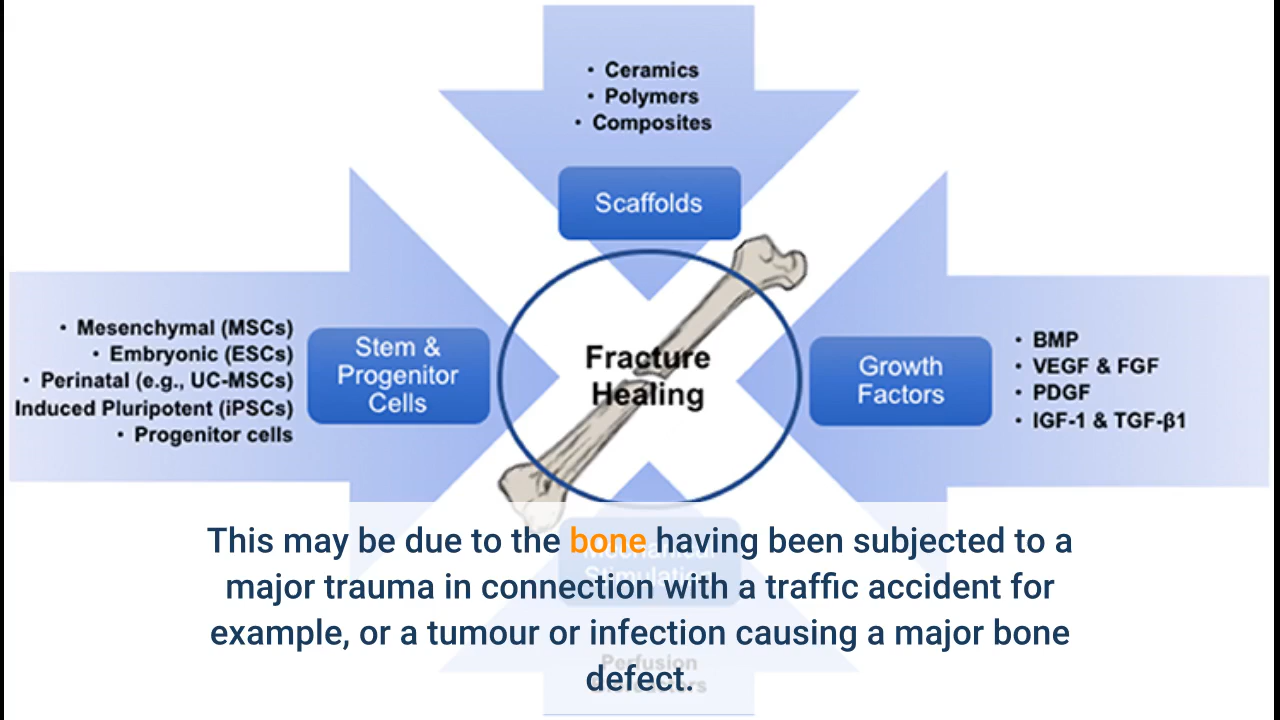 • Ceramics
• Polymers
• Composites
Scaffolds
• Mesenchymal (MSCs)
• Embryonic (ESCs)
• Perinatal (e.g., UC-MSCs)
Induced Pluripotent (iPSCs)
• Progenitor cells
Stem &
Progenitor
Cells
Fracture
Healing
Growth
Factors
• BMP
• VEGF & FGF
• PDGF
• IGF-1 & TGF-β1
Mechanical
Stimulation
Perfusion
This may be due to the bone having been subjected to a
major trauma in connection with a traffic accident for
example, or a tumour or infection causing a major bone
defect.